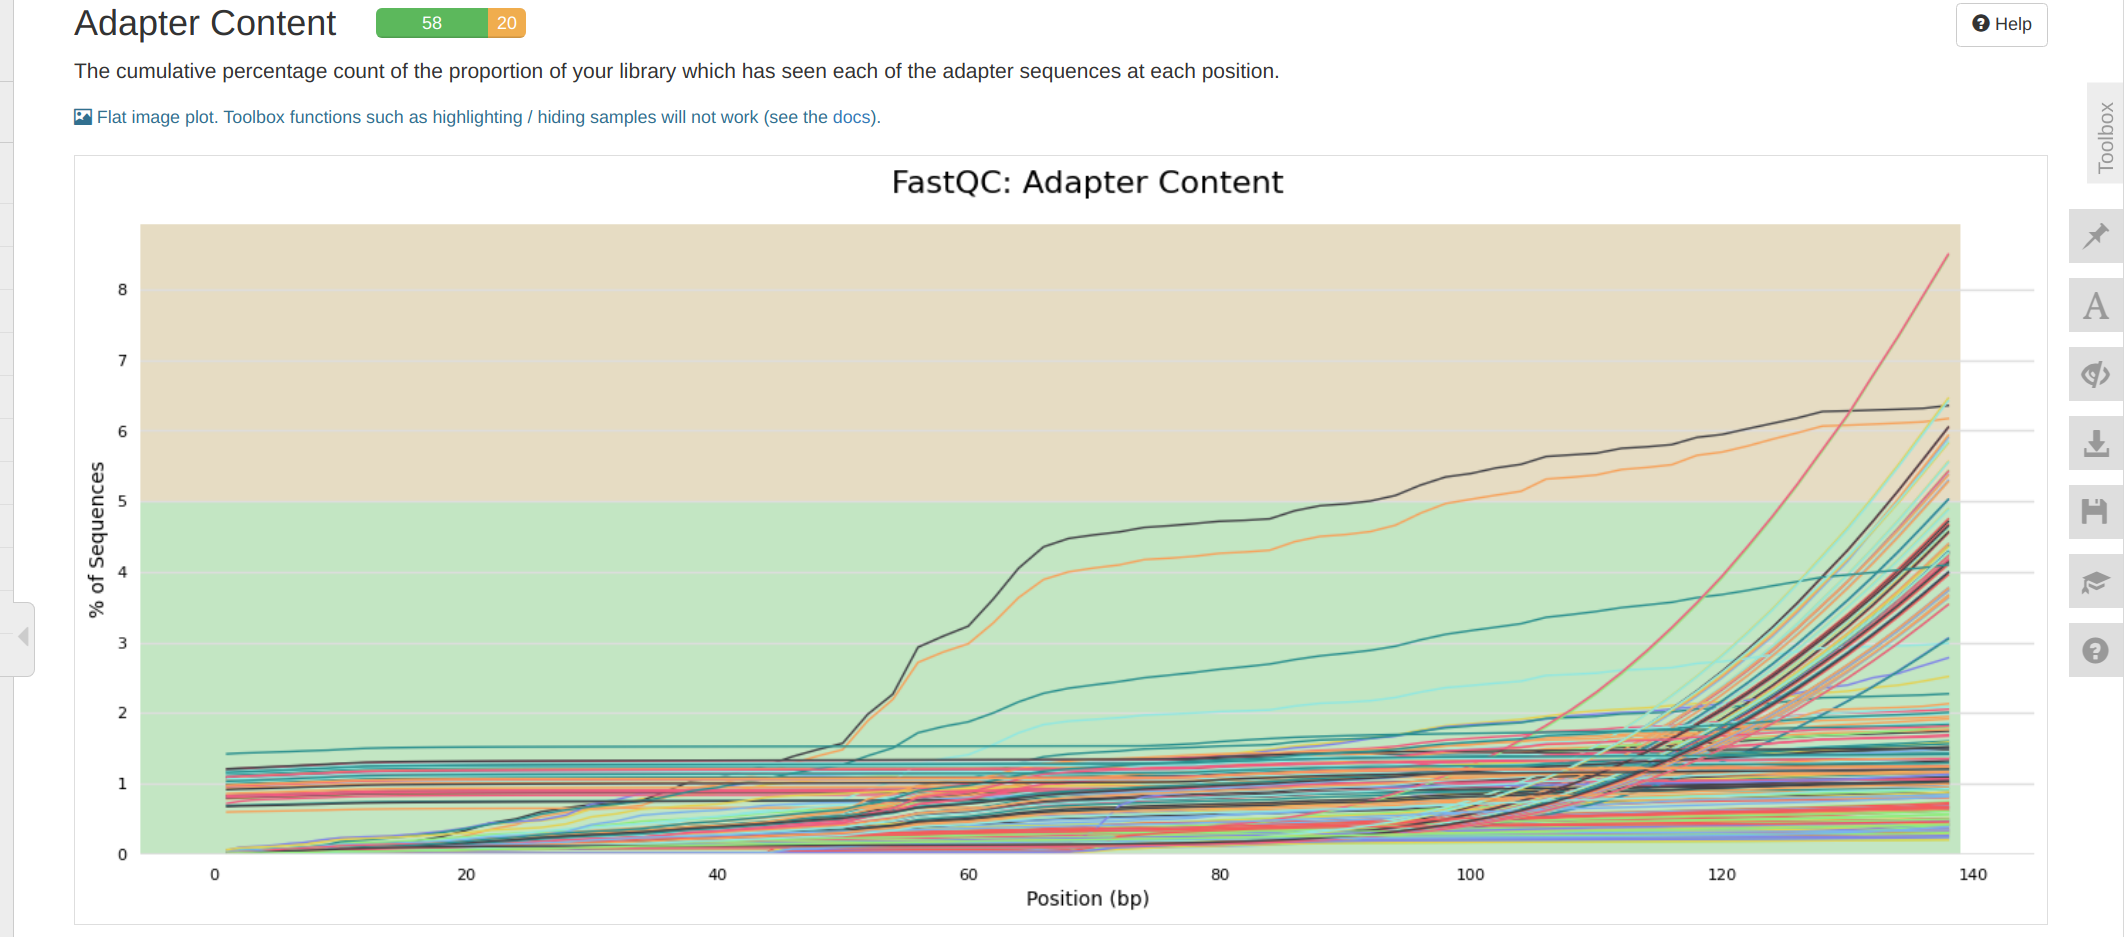 Adapter Content
58 20
Help
The cumulative percentage count of the proportion of your library which has seen each of the adapter sequences at each position.
Flat image plot. Toolbox functions such as highlighting / hiding samples will not work (see the docs).
Toolbox
FastQC: Adapter Content
8
7
6
5
4
3
2
1
0
% of Sequences
0 20 40 60 80 100 120 140
Position (bp)
A